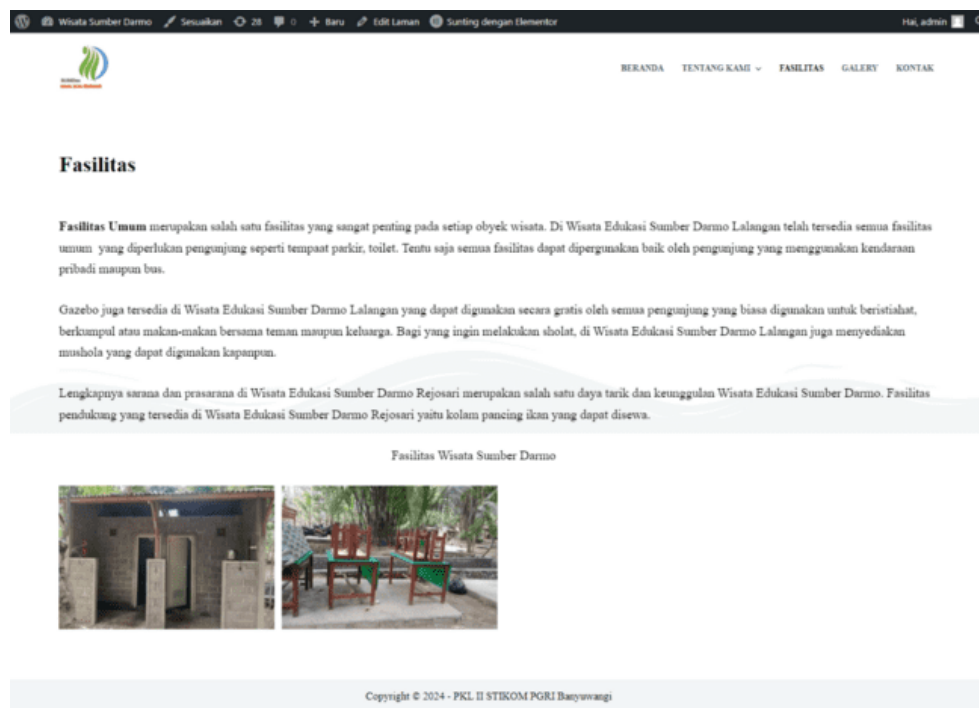 Wisata Sumber Darmo Sesuaikan 28 0 Baru Edit Laman Sunting dengan Elementor Hai, admin
BERANDA TENTANG KAMI FASILITAS GALERY KONTAK
Fasilitas
Fasilitas Umum merupakan salah satu fasilitas yang sangat penting pada setiap obyek wisata. Di Wisata Edukasi Sumber Darmo Lalangan telah tersedia semua fasilitas
umum yang diperlukan pengunjung seperti tempaat parkir, toilet. Tentu saja semua fasilitas dapat dipergunakan baik oleh pengunjung yang menggunakan kendaraan
pribadi maupun bus.
Gazebo juga tersedia di Wisata Edukasi Sumber Darmo Lalangan yang dapat digunakan secara gratis oleh semua pengunjung yang biasa digunakan untuk beristiahat,
berkumpul atau makan-makan bersama teman maupun keluarga. Bagi yang ingin melakukan sholat, di Wisata Edukasi Sumber Darmo Lalangan juga menyediakan
mushola yang dapat digunakan kapanpun.
Lengkapnya sarana dan prasarana di Wisata Edukasi Sumber Darmo Rejosari merupakan salah satu daya tarik dan keunggulan Wisata Edukasi Sumber Darmo. Fasilitas
pendukung yang tersedia di Wisata Edukasi Sumber Darmo Rejosari yaitu kolam pancing ikan yang dapat disewa.
Fasilitas Wisata Sumber Darmo
Copyright © 2024 - PKL II STIKOM PGRI Banyuwangi